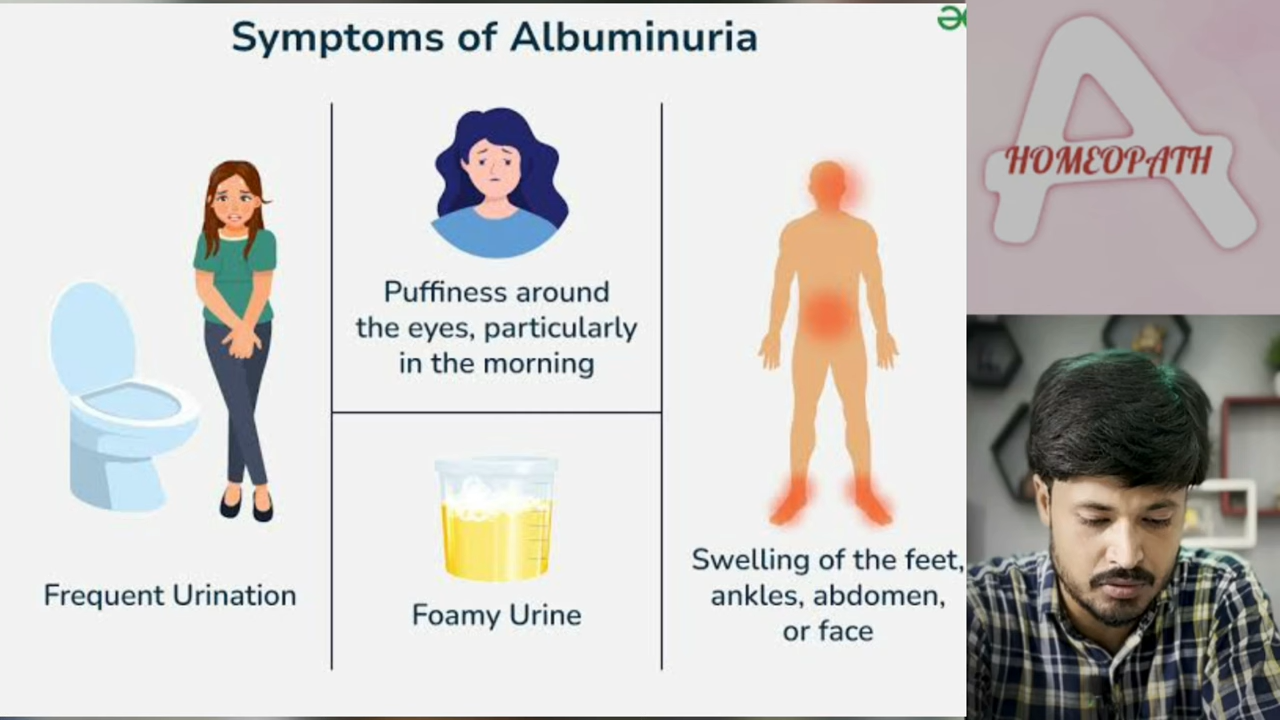 Symptoms of Albuminuria
HOMEOPATH
Puffiness around
the eyes, particularly
in the morning
Frequent Urination
Foamy Urine
Swelling of the feet,
ankles, abdomen,
or face